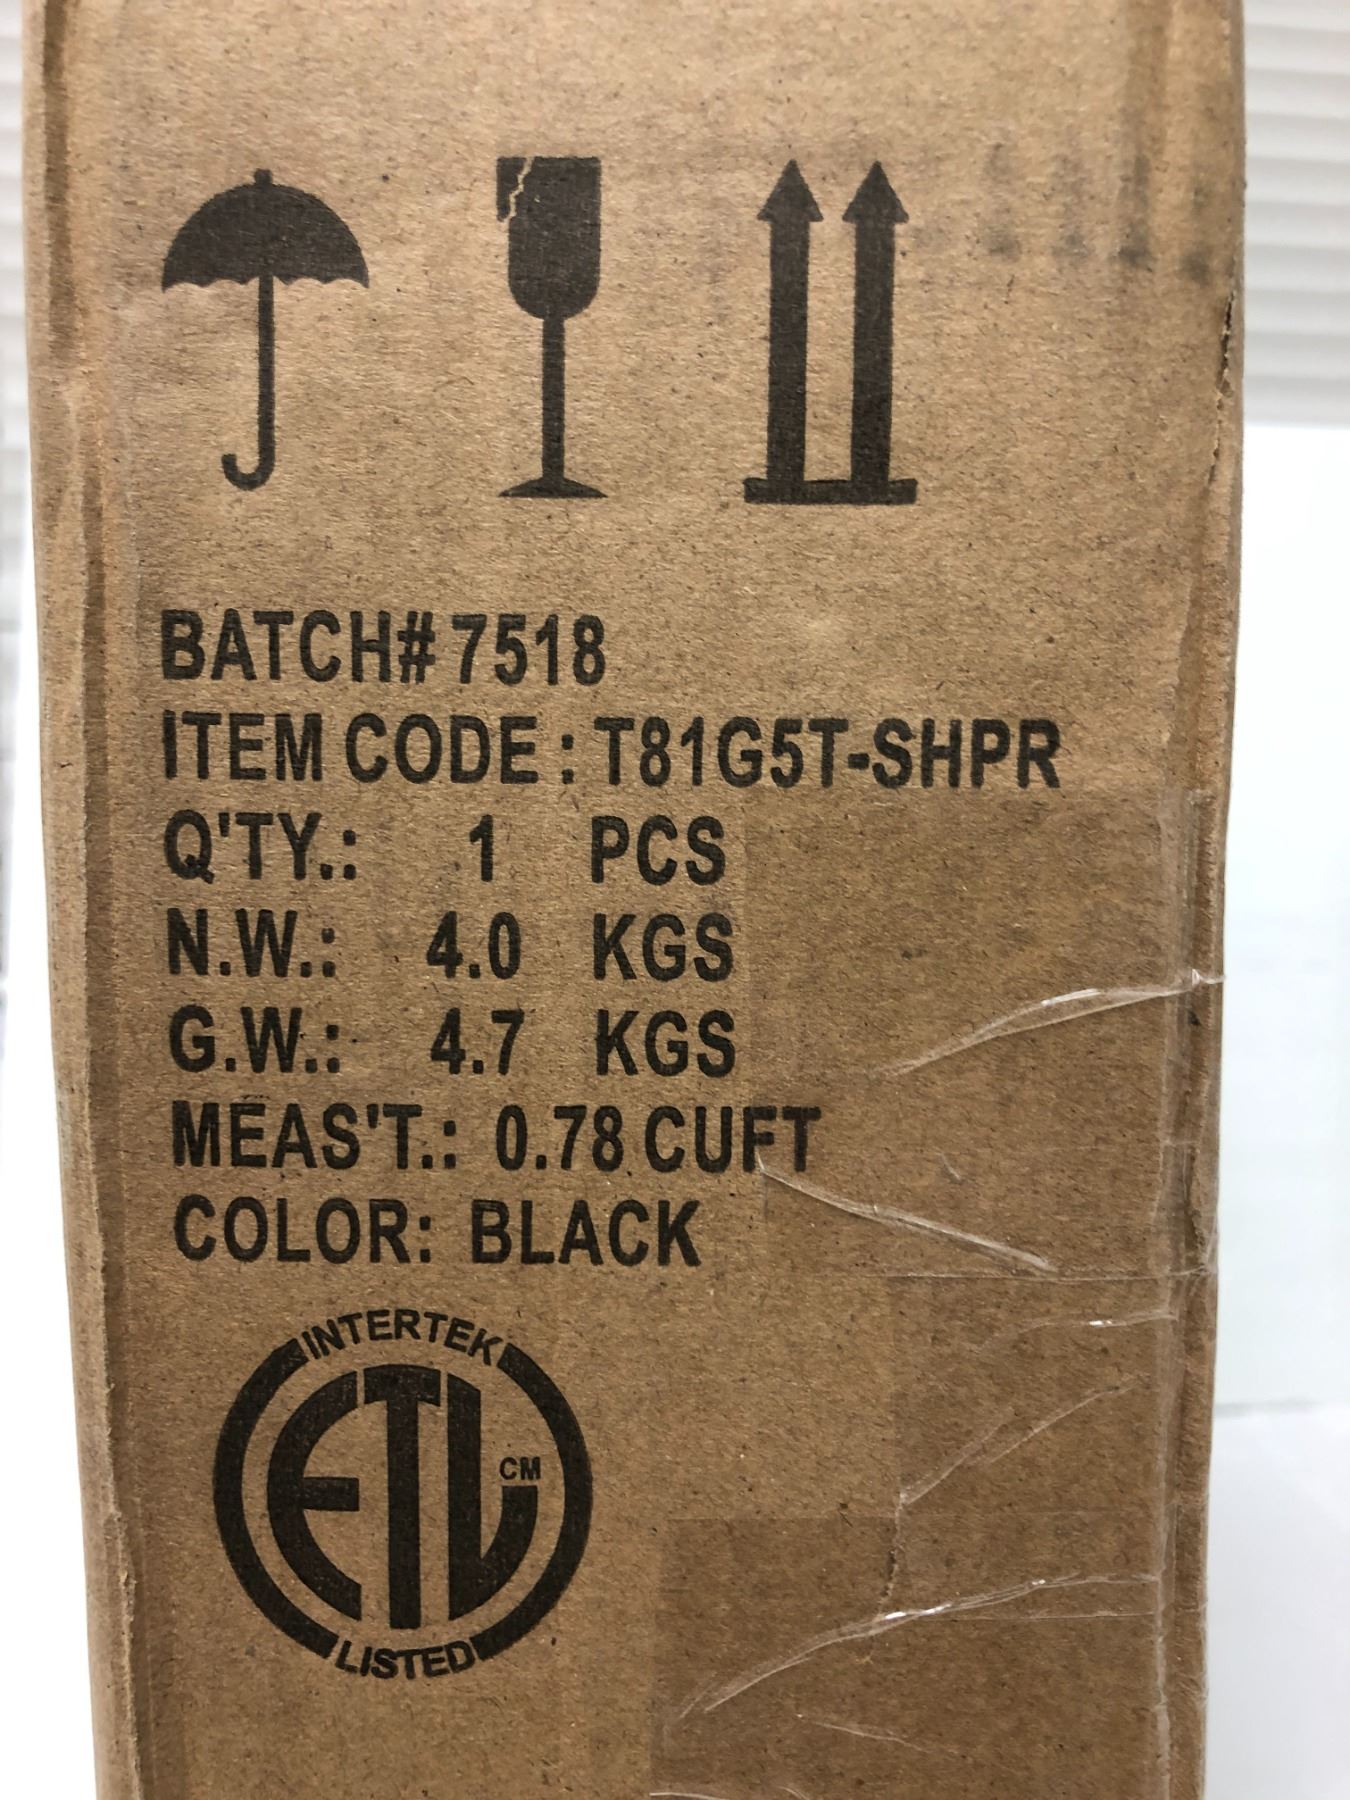 BATCH# 7518
ITEM CODE : T81G5T-SHPR
Q'TY.: 1 PCS
N.W.: 4.0 KGS
G.W.: 4.7 KGS
MEAS'T.: 0.78 CUFT
COLOR: BLACK
INTERTEK
ETL CM
LISTED